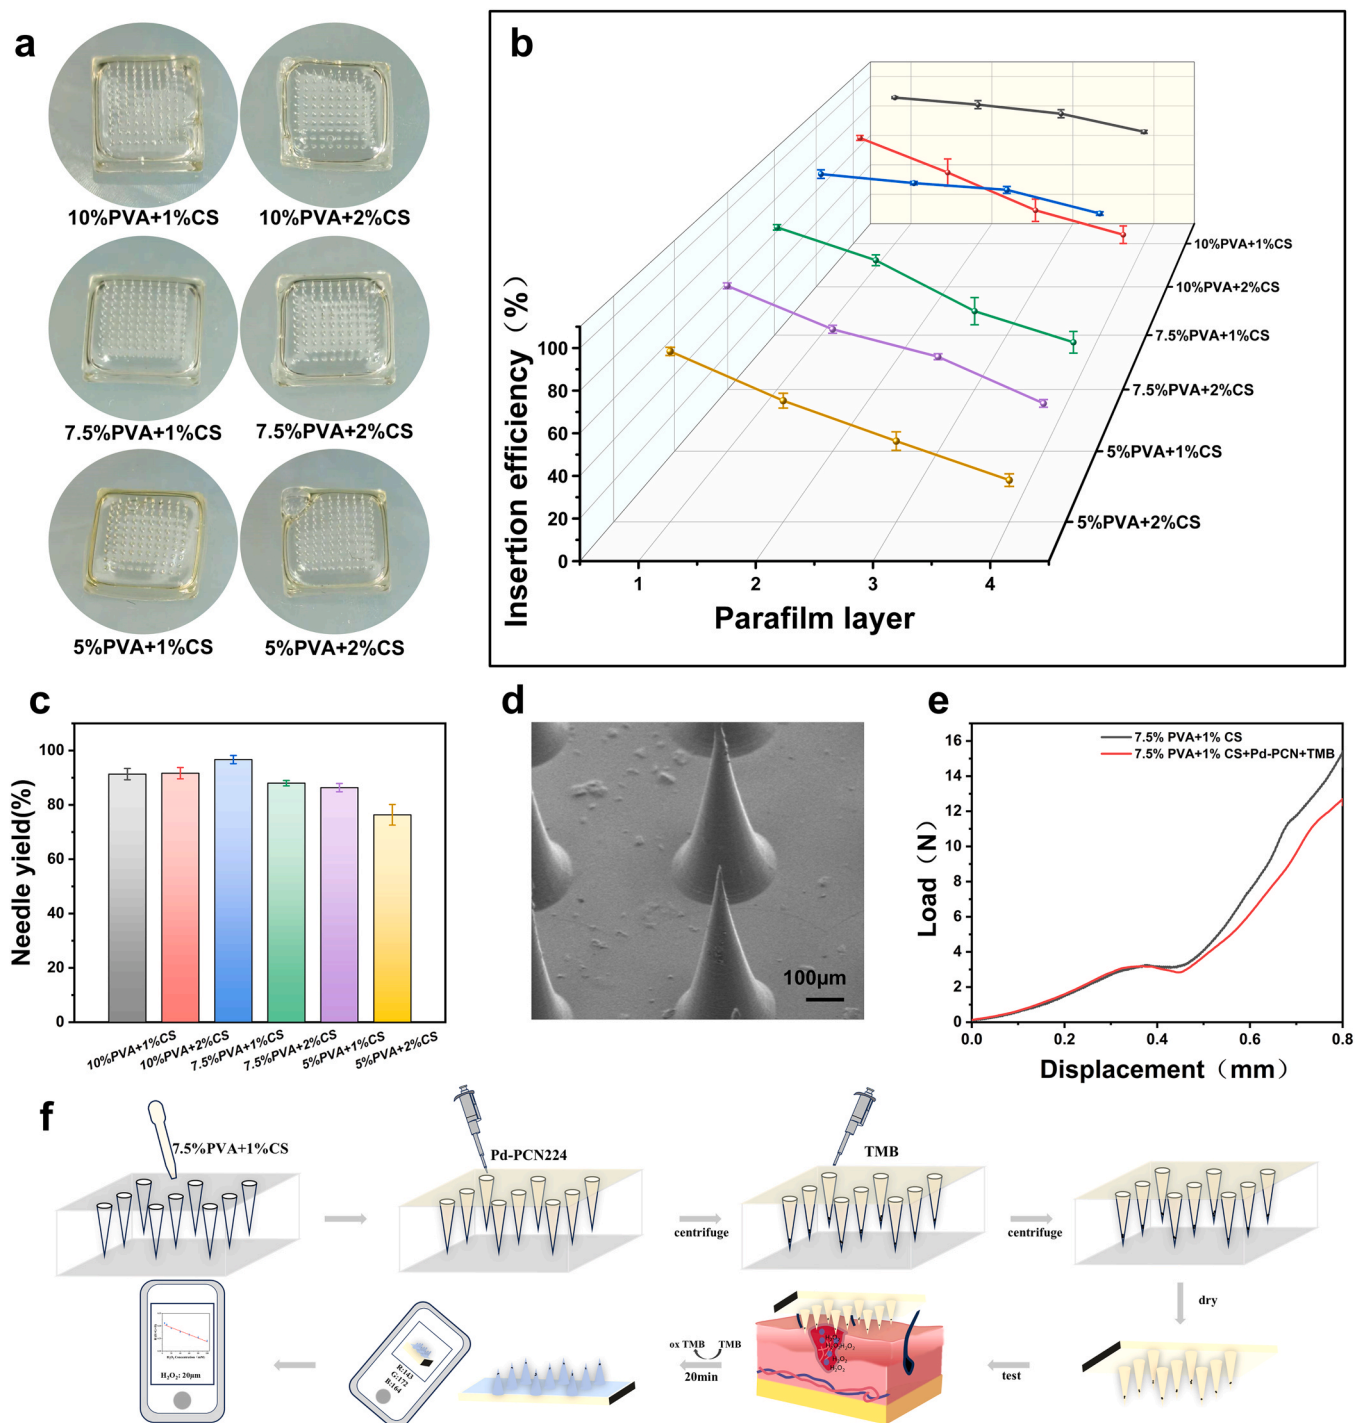 a
10%PVA+1%CS
10%PVA+2%CS
7.5%PVA+1%CS
7.5%PVA+2%CS
5%PVA+1%CS
5%PVA+2%CS
b
Insertion efficiency (%)
100
80
60
40
20
0
1
2
3
4
Parafilm layer
10%PVA+1%CS
10%PVA+2%CS
7.5%PVA+1%CS
7.5%PVA+2%CS
5%PVA+1%CS
5%PVA+2%CS
c
Needle yield(%)
100
80
60
40
20
0
10%PVA+1%CS
10%PVA+2%CS
7.5%PVA+1%CS
7.5%PVA+2%CS
5%PVA+1%CS
5%PVA+2%CS
d
100μm
e
7.5% PVA+1% CS
7.5% PVA+1% CS+Pd-PCN+TMB
Load (N)
16
14
12
10
8
6
4
2
0
0.0
0.2
0.4
0.6
0.8
Displacement (mm)
f
7.5%PVA+1%CS
Pd-PCN224
centrifuge
TMB
centrifuge
dry
test
H₂O₂
H₂O₂
H₂O₂
ox TMB
TMB
20min
R:143
G:172
B:164
H₂O₂: 20μm